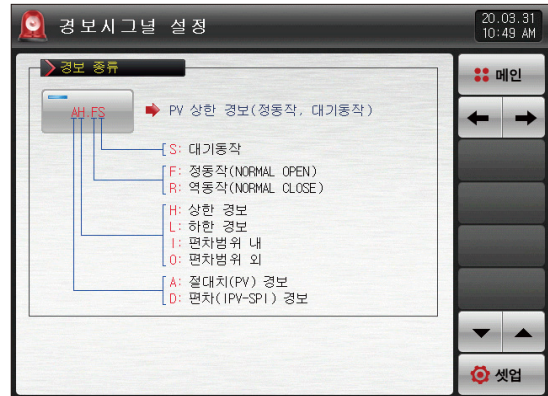 경보시그널 설정
20.03.31
10:49 AM
경보 종류
AH.FS
PV 상한 경보(정동작, 대기동작)
S: 대기동작
F: 정동작(NORMAL OPEN)
R: 역동작(NORMAL CLOSE)
H: 상한 경보
L: 하한 경보
I: 편차범위 내
O: 편차범위 외
A: 절대치(PV) 경보
D: 편차(IPV-SPI) 경보
메인
셋업